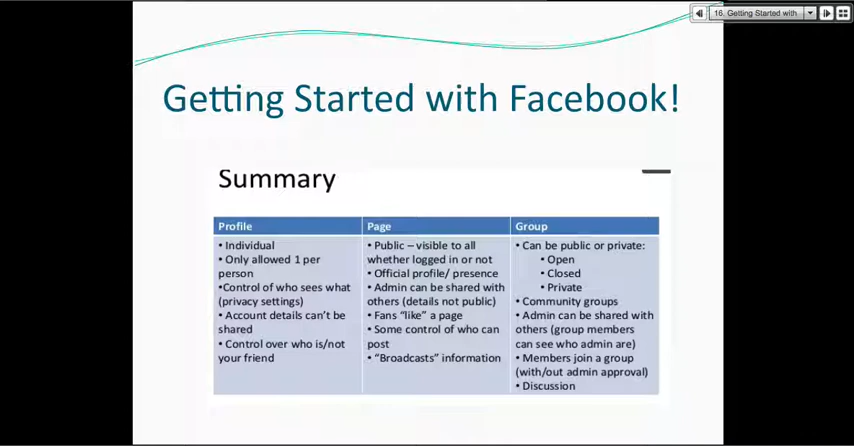 16. Getting Started with
Getting Started with Facebook!
Summary
Profile
• Individual
• Only allowed 1 per
person
•Control of who sees what
(privacy settings)
• Account details can't be
shared
• Control over who is/not
your friend
Page
• Public – visible to all
whether logged in or not
• Official profile/ presence
• Admin can be shared with
others (details not public)
• Fans "like" a page
• Some control of who can
post
• "Broadcasts" information
Group
• Can be public or private:
• Open
• Closed
• Private
• Community groups
• Admin can be shared with
others (group members
can see who admin are)
• Members join a group
(with/out admin approval)
• Discussion